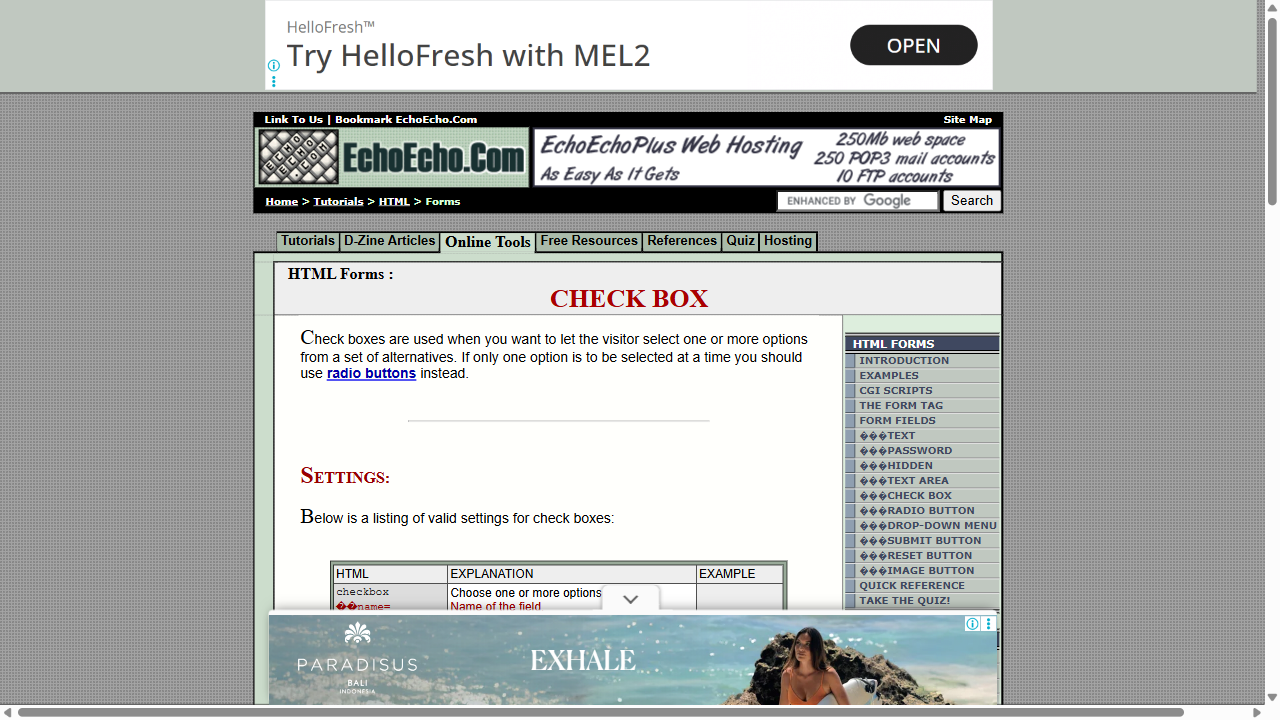 HelloFresh™
Try HelloFresh with MEL2
OPEN
Link To Us | Bookmark EchoEcho.Com
Site Map
ECHO ECHO .COM
EchoEcho.Com
EchoEchoPlus Web Hosting
As Easy As It Gets
250Mb web space
250 POP3 mail accounts
10 FTP accounts
Home > Tutorials > HTML > Forms
ENHANCED BY Google
Search
Tutorials
D-Zine Articles
Online Tools
Free Resources
References
Quiz
Hosting
HTML Forms :
CHECK BOX
Check boxes are used when you want to let the visitor select one or more options
from a set of alternatives. If only one option is to be selected at a time you should
use radio buttons instead.
SETTINGS:
Below is a listing of valid settings for check boxes:
HTML
EXPLANATION
EXAMPLE
checkbox
Choose one or more options
��name=
Name of the field
HTML FORMS
INTRODUCTION
EXAMPLES
CGI SCRIPTS
THE FORM TAG
FORM FIELDS
���TEXT
���PASSWORD
���HIDDEN
���TEXT AREA
���CHECK BOX
���RADIO BUTTON
���DROP-DOWN MENU
���SUBMIT BUTTON
���RESET BUTTON
���IMAGE BUTTON
QUICK REFERENCE
TAKE THE QUIZ!
PARADISUS
BALI
INDONESIA
EXHALE